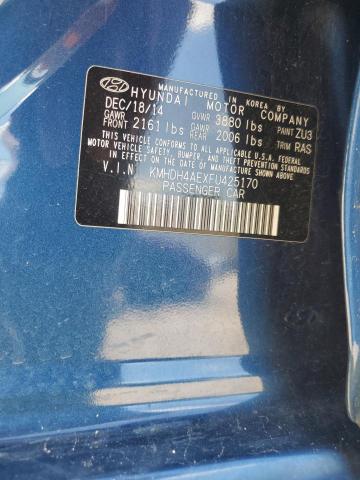 MANUFACTURED IN KOREA BY
HYUNDAI MOTOR COMPANY
DEC/18/14 GVWR 3880 lbs PAINT ZU3
GAWR FRONT 2161 lbs GAWR REAR 2006 lbs TRIM RAS
THIS VEHICLE CONFORMS TO ALL APPLICABLE U.S.A. FEDERAL
MOTOR VEHICLE SAFETY, BUMPER, AND THEFT PREVENTION
STANDARDS IN EFFECT ON THE DATE OF
MANUFACTURE SHOWN ABOVE.
V.I.N KMHDH4AEXFU425170
PASSENGER CAR